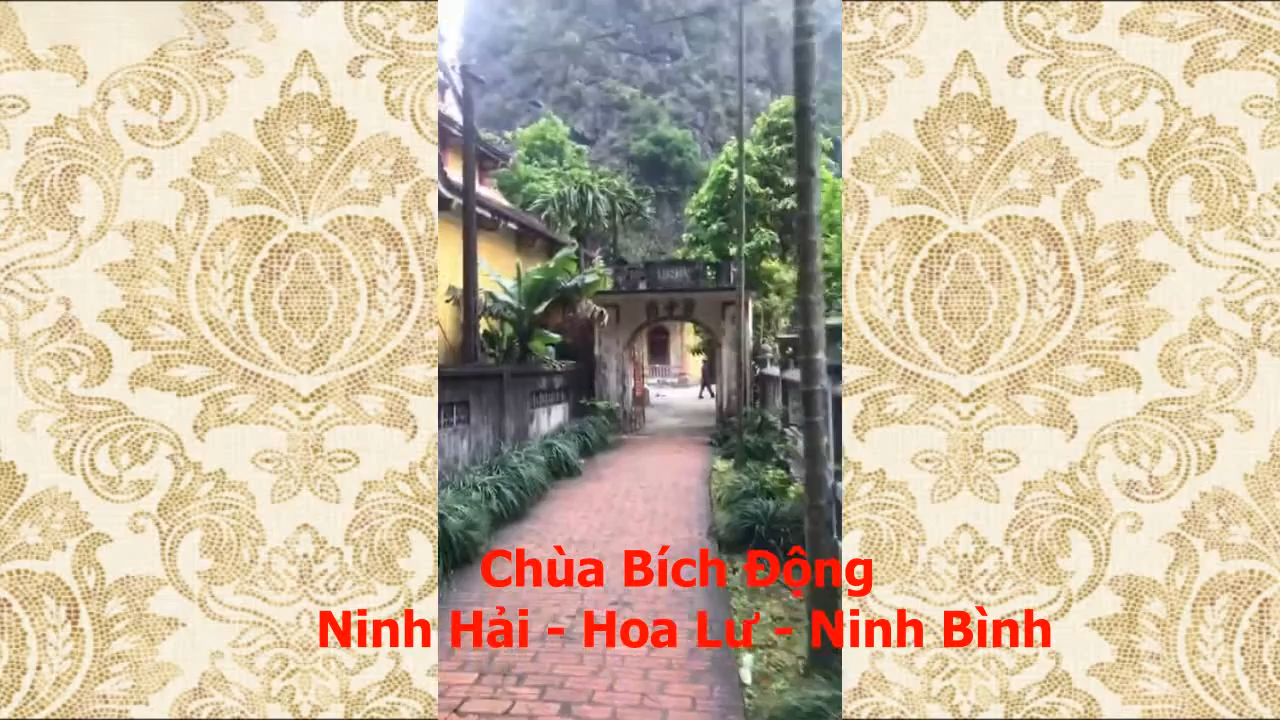 Chùa Bích Động
Ninh Hải - Hoa Lư - Ninh Bình